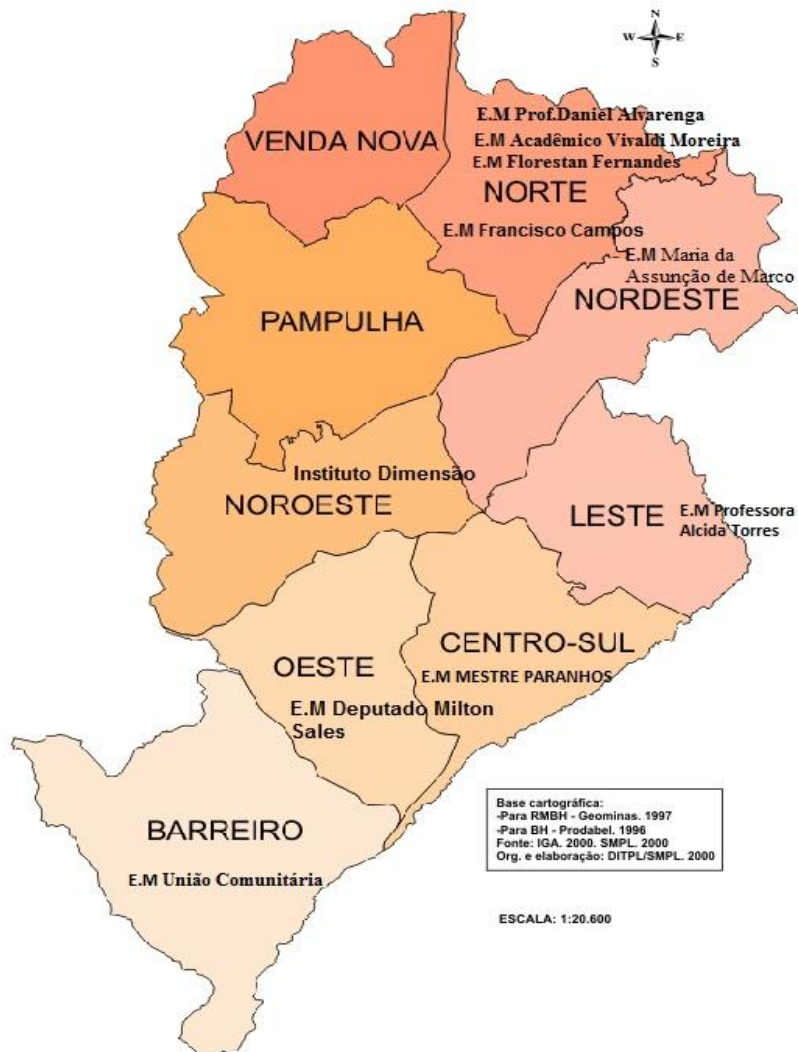 N
W E
S
E.M Prof.Daniel Alvarenga
VENDA NOVA
E.M Acadêmico Vivaldi Moreira
E.M Florestan Fernandes
NORTE
E.M Francisco Campos
E.M Maria da
Assunção de Marco
NORDESTE
PAMPULHA
Instituto Dimensão
NOROESTE
LESTE
E.M Professora
Alcida Torres
CENTRO-SUL
OESTE
E.M MESTRE PARANHOS
E.M Deputado Milton
Sales
Base cartográfica:
-Para RMBH - Geominas. 1997
-Para BH - Prodabel. 1996
Fonte: IGA. 2000. SMPL. 2000
Org. e elaboração: DITPL/SMPL. 2000
BARREIRO
E.M União Comunitária
ESCALA: 1:20.600